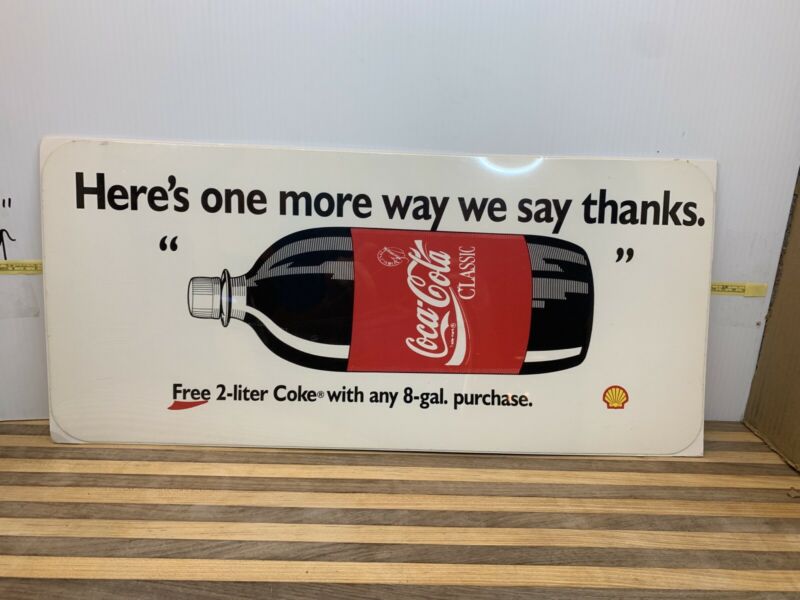 Here's one more way we say thanks.
“ ”
Coca-Cola
CLASSIC
Free 2-liter Coke® with any 8-gal. purchase.